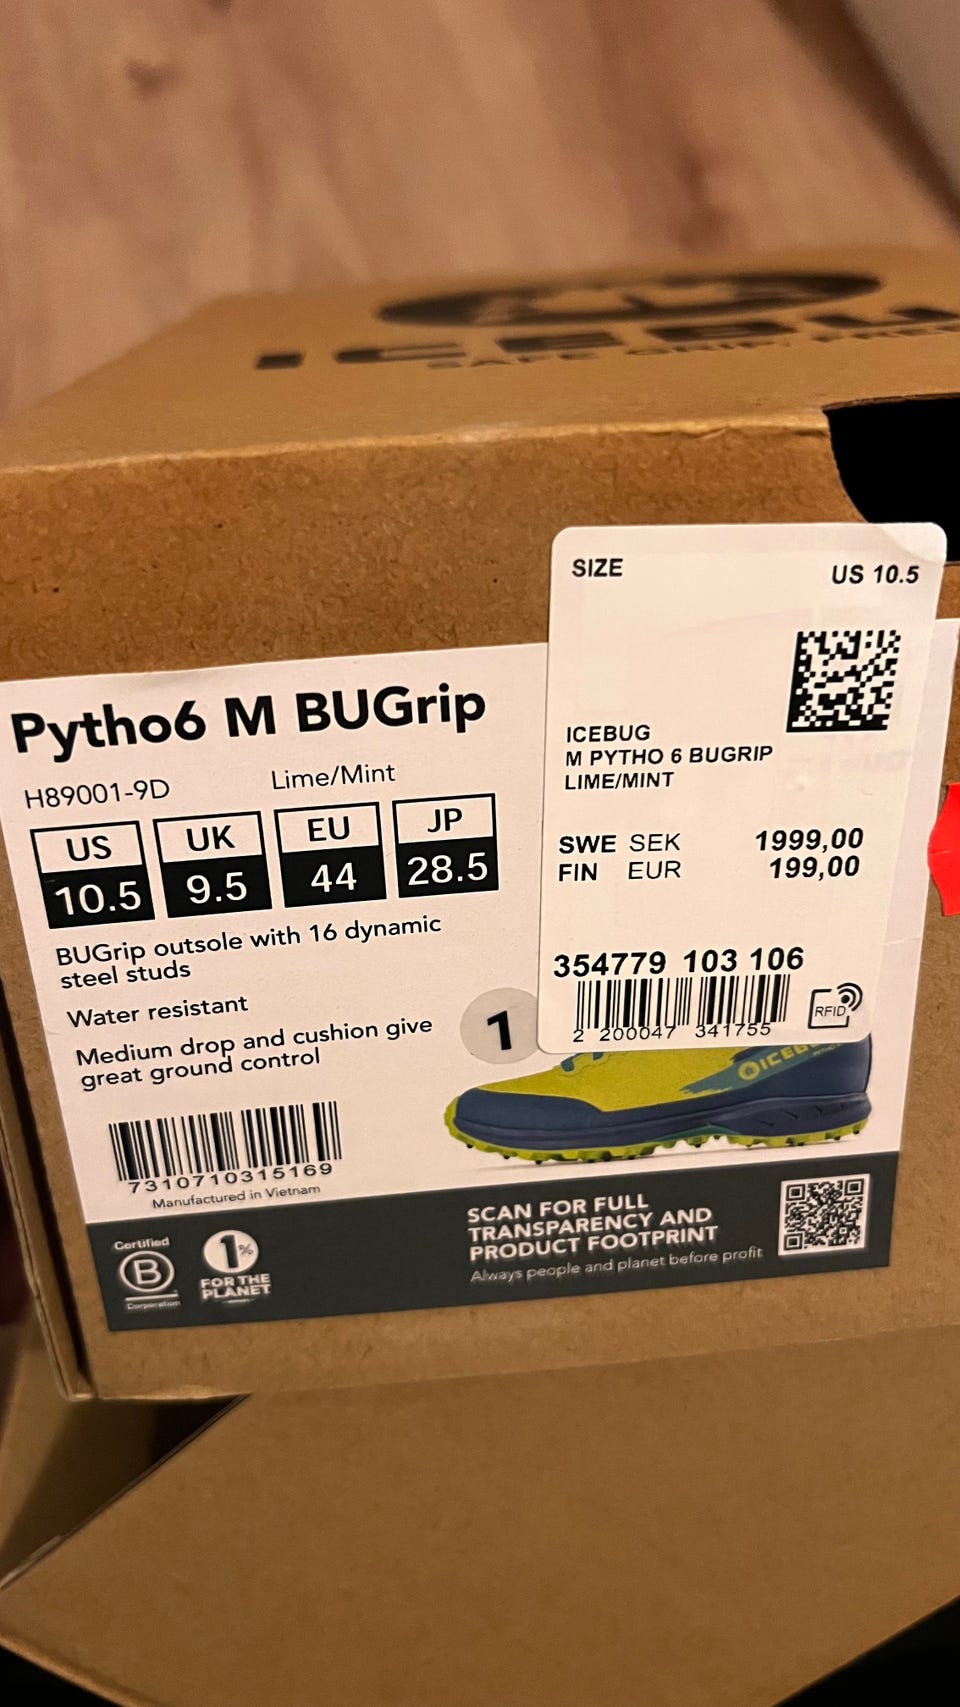 SAFE GRIP.
SIZE
US 10.5
ICEBUG
M PYTHO 6 BUGRIP
LIME/MINT
SWE SEK 1999,00
FIN EUR 199,00
354779 103 106
2 200047 341755
RFID
Pytho6 M BUGrip
H89001-9D
Lime/Mint
US UK EU JP
10.5 9.5 44 28.5
BUGrip outsole with 16 dynamic
steel studs
Water resistant
Medium drop and cushion give
great ground control
1
7310710315169
Manufactured in Vietnam
Certified
B
Corporation
1%
FOR THE
PLANET
SCAN FOR FULL
TRANSPARENCY AND
PRODUCT FOOTPRINT
Always people and planet before profit